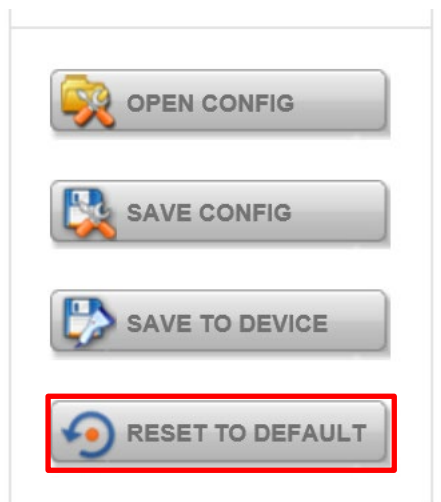 OPEN CONFIG
SAVE CONFIG
SAVE TO DEVICE
RESET TO DEFAULT